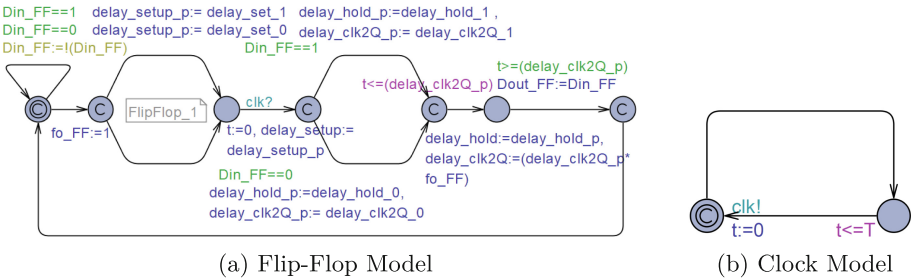 Din_FF==1 delay_setup_p:= delay_set_1 delay_hold_p:=delay_hold_1 ,
Din_FF==0 delay_setup_p:= delay_set_0 delay_clk2Q_p:= delay_clk2Q_1
Din_FF:=!(Din_FF)
Din_FF==1
t>=(delay_clk2Q_p)
t<=(delay_clk2Q_p) Dout_FF:=Din_FF
C
C
C
C
C
FlipFlop_1
clk?
fo_FF:=1
t:=0, delay_setup:=
delay_setup_p
delay_hold:=delay_hold_p,
delay_clk2Q:=(delay_clk2Q_p*
fo_FF)
Din_FF==0
delay_hold_p:=delay_hold_0,
delay_clk2Q_p:= delay_clk2Q_0
(a) Flip-Flop Model
C
clk!
t:=0
t<=T
(b) Clock Model